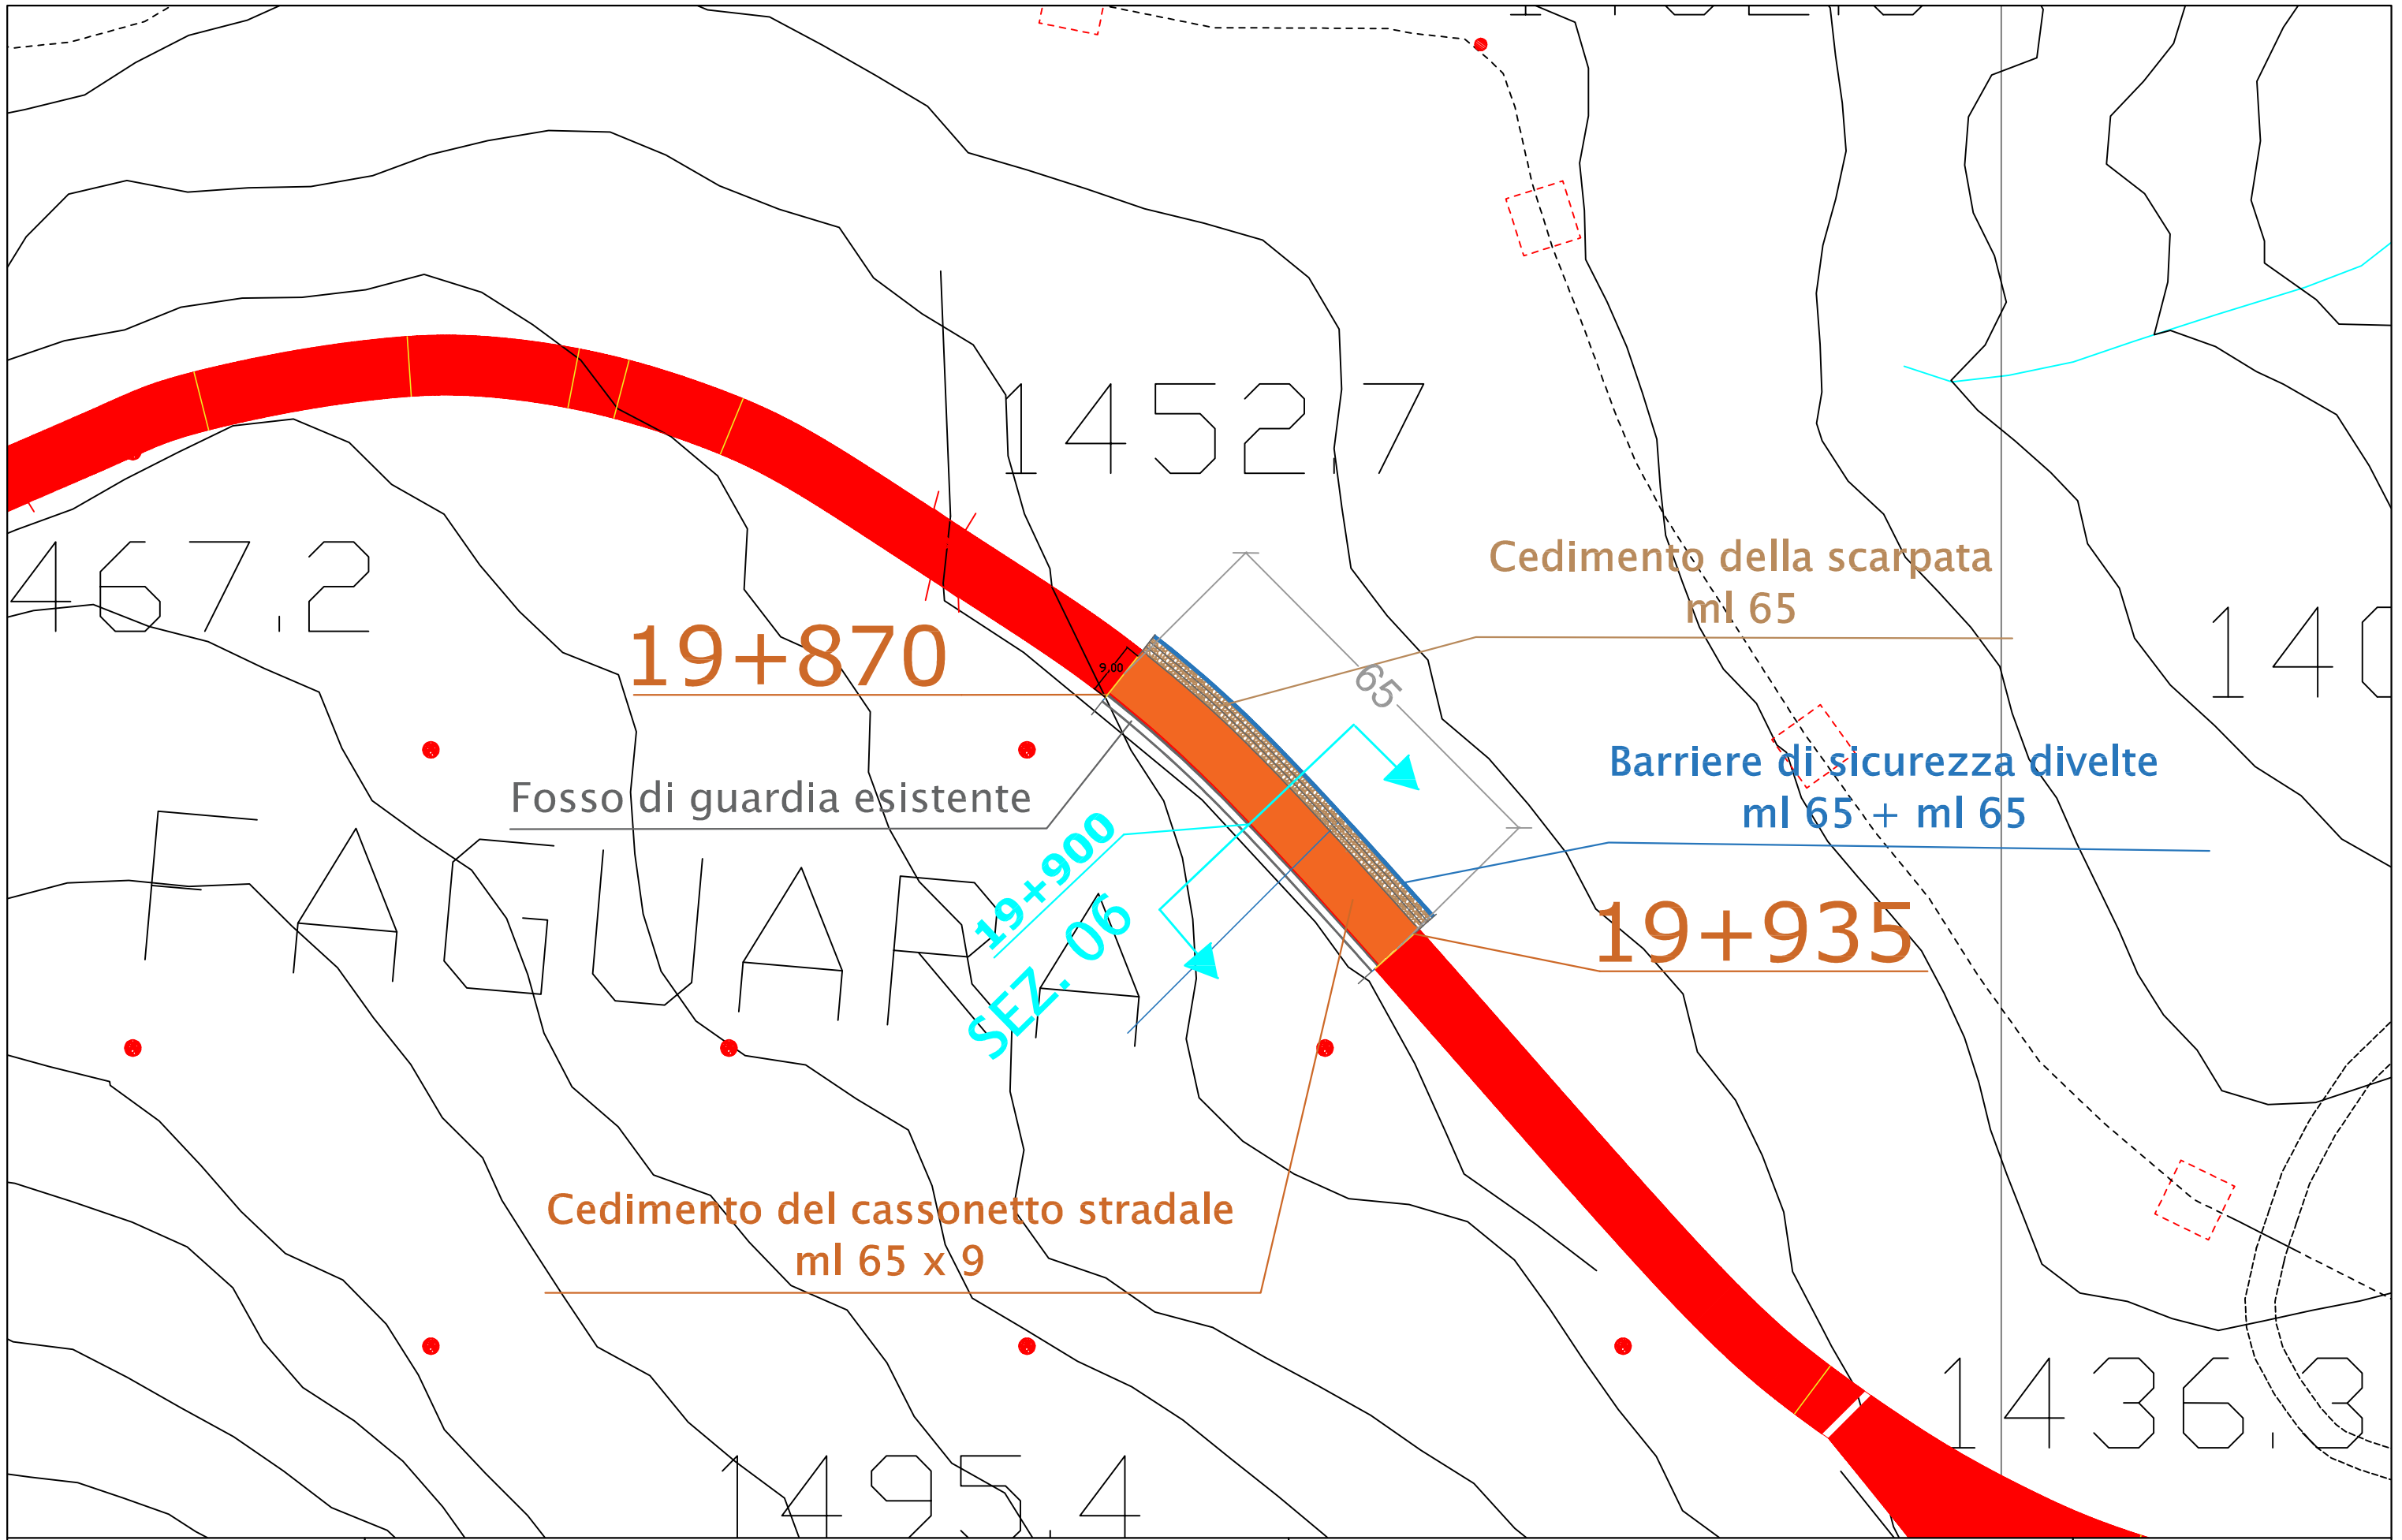 1452.7
Cedimento della scarpata
ml 65
467.2
19+870
9.00
65
140
Barriere di sicurezza divelte
ml 65 + ml 65
Fosso di guardia esistente
19+900
SEZ. 06
FAGUARA
19+935
Cedimento del cassonetto stradale
ml 65 x 9
1436.3
1495.4